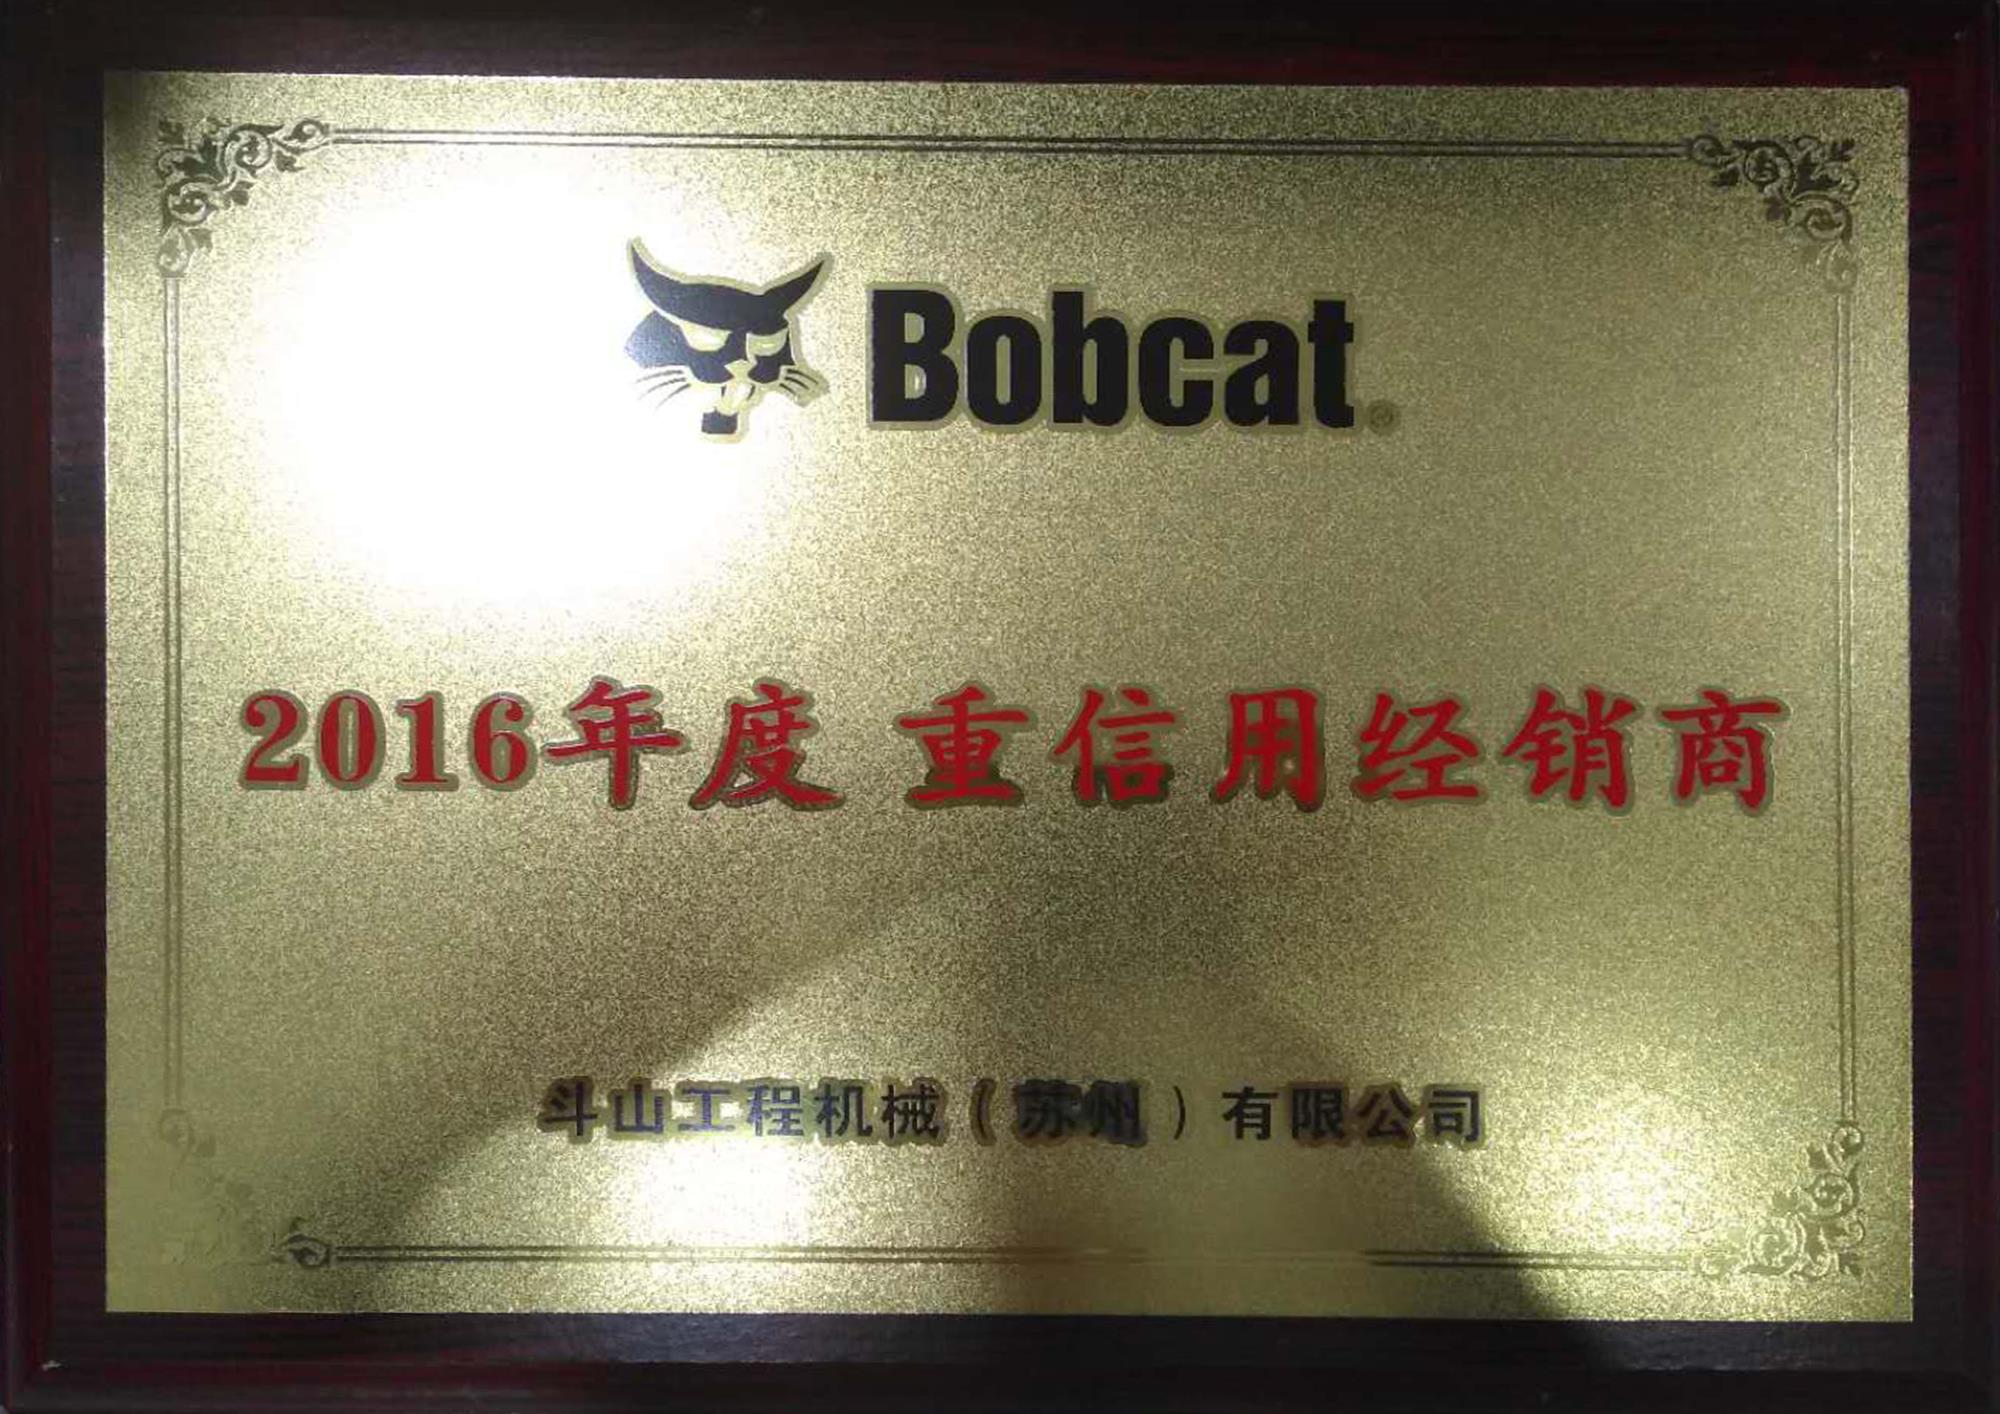 Bobcat®
2016年度 重信用经销商
斗山工程机械（苏州）有限公司